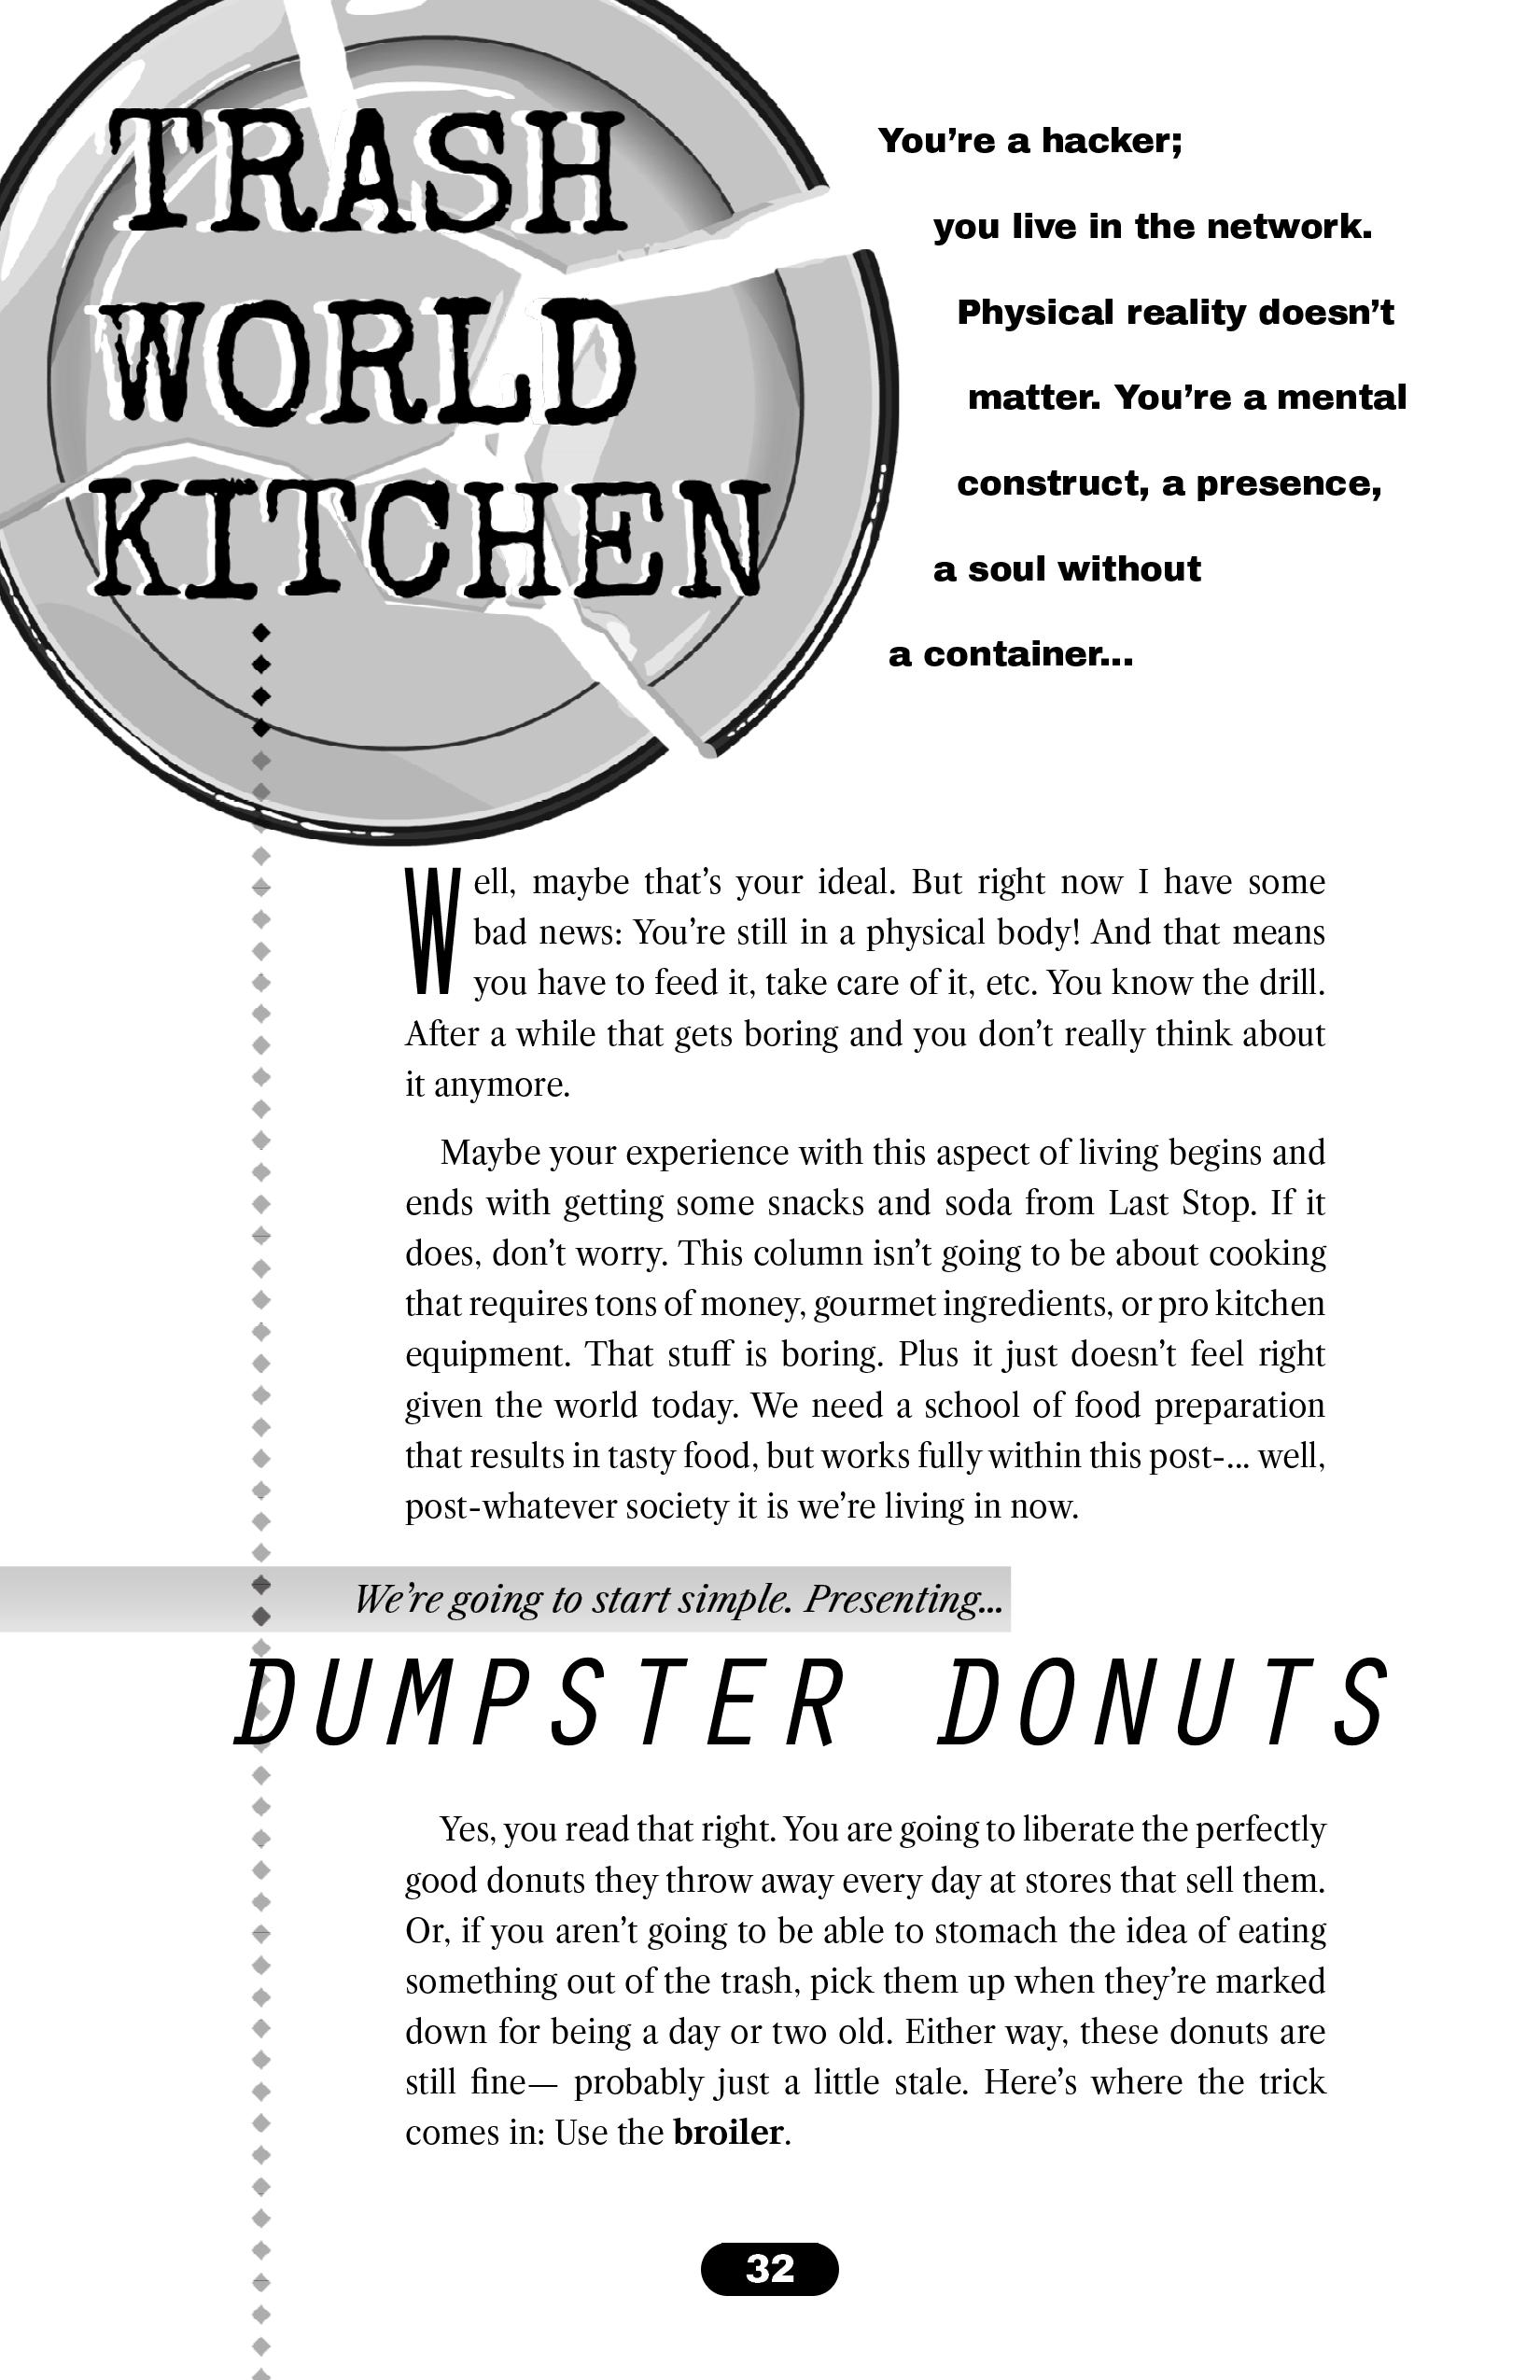 TRASH
WORLD
KITCHEN
You're a hacker;
you live in the network.
Physical reality doesn't
matter. You're a mental
construct, a presence,
a soul without
a container...
Well, maybe that's your ideal. But right now I have some
bad news: You're still in a physical body! And that means
you have to feed it, take care of it, etc. You know the drill.
After a while that gets boring and you don't really think about
it anymore.
Maybe your experience with this aspect of living begins and
ends with getting some snacks and soda from Last Stop. If it
does, don't worry. This column isn't going to be about cooking
that requires tons of money, gourmet ingredients, or pro kitchen
equipment. That stuff is boring. Plus it just doesn't feel right
given the world today. We need a school of food preparation
that results in tasty food, but works fully within this post-... well,
post-whatever society it is we're living in now.
We're going to start simple. Presenting...
DUMPSTER DONUTS
Yes, you read that right. You are going to liberate the perfectly
good donuts they throw away every day at stores that sell them.
Or, if you aren't going to be able to stomach the idea of eating
something out of the trash, pick them up when they're marked
down for being a day or two old. Either way, these donuts are
still fine— probably just a little stale. Here's where the trick
comes in: Use the broiler.
32